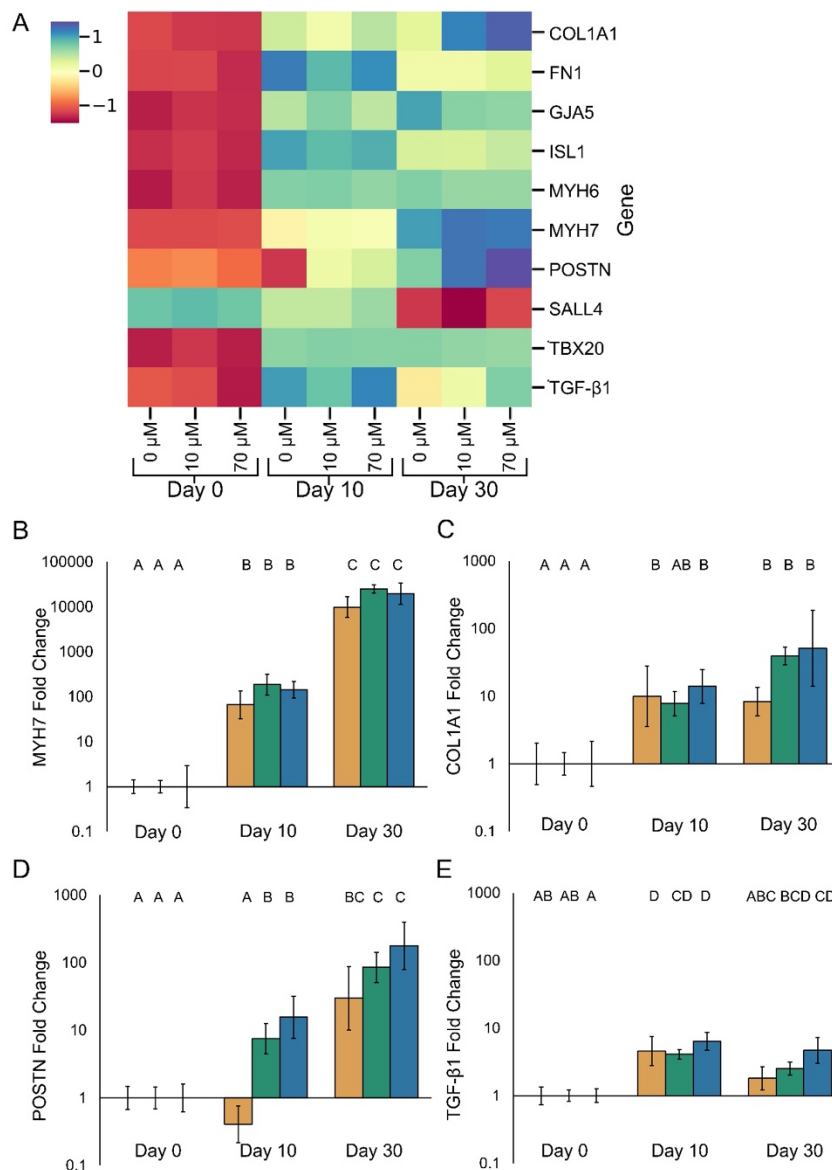 A
1
0
−1
COL1A1
FN1
GJA5
ISL1
MYH6
MYH7
POSTN
SALL4
TBX20
TGF-β1
Gene
0 µM 10 µM 70 µM 0 µM 10 µM 70 µM 0 µM 10 µM 70 µM
Day 0 Day 10 Day 30
B
MYH7 Fold Change
100000
10000
1000
100
10
1
0.1
A A A B B B C C C
Day 0 Day 10 Day 30
C
COL1A1 Fold Change
1000
100
10
1
0.1
A A A B AB B B B B
Day 0 Day 10 Day 30
D
POSTN Fold Change
1000
100
10
1
0.1
A A A A B B BC C C
Day 0 Day 10 Day 30
E
TGF-β1 Fold Change
1000
100
10
1
0.1
AB AB A D CD D ABC BCD CD
Day 0 Day 10 Day 30